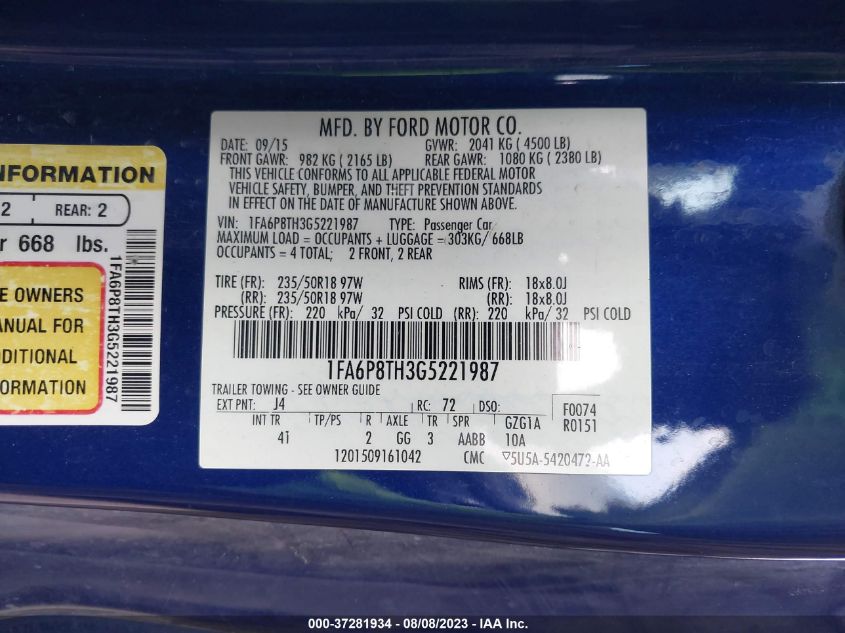 NFORMATION
2 REAR: 2
r 668 lbs.
E OWNERS
ANUAL FOR
DDITIONAL
FORMATION
1FA6P8TH3G5221987
MFD. BY FORD MOTOR CO.
DATE: 09/15 GVWR: 2041 KG ( 4500 LB)
FRONT GAWR: 982 KG ( 2165 LB) REAR GAWR: 1080 KG ( 2380 LB)
THIS VEHICLE CONFORMS TO ALL APPLICABLE FEDERAL MOTOR
VEHICLE SAFETY, BUMPER, AND THEFT PREVENTION STANDARDS
IN EFFECT ON THE DATE OF MANUFACTURE SHOWN ABOVE.
VIN: 1FA6P8TH3G5221987 TYPE: Passenger Car
MAXIMUM LOAD = OCCUPANTS + LUGGAGE = 303KG/ 668LB
OCCUPANTS = 4 TOTAL; 2 FRONT, 2 REAR
TIRE (FR): 235/50R18 97W RIMS (FR): 18x8.0J
(RR): 235/50R18 97W (RR): 18x8.0J
PRESSURE (FR): 220 kPa/ 32 PSI COLD (RR): 220 kPa/ 32 PSI COLD
1FA6P8TH3G5221987
TRAILER TOWING - SEE OWNER GUIDE
EXT PNT: J4 RC: 72 DSO: F0074
INT TR TP/PS R AXLE TR SPR GZG1A R0151
41 2 GG 3 AABB 10A
1201509161042 CMC ▽5U5A-5420472-AA
000-37281934 - 08/08/2023 - IAA Inc.